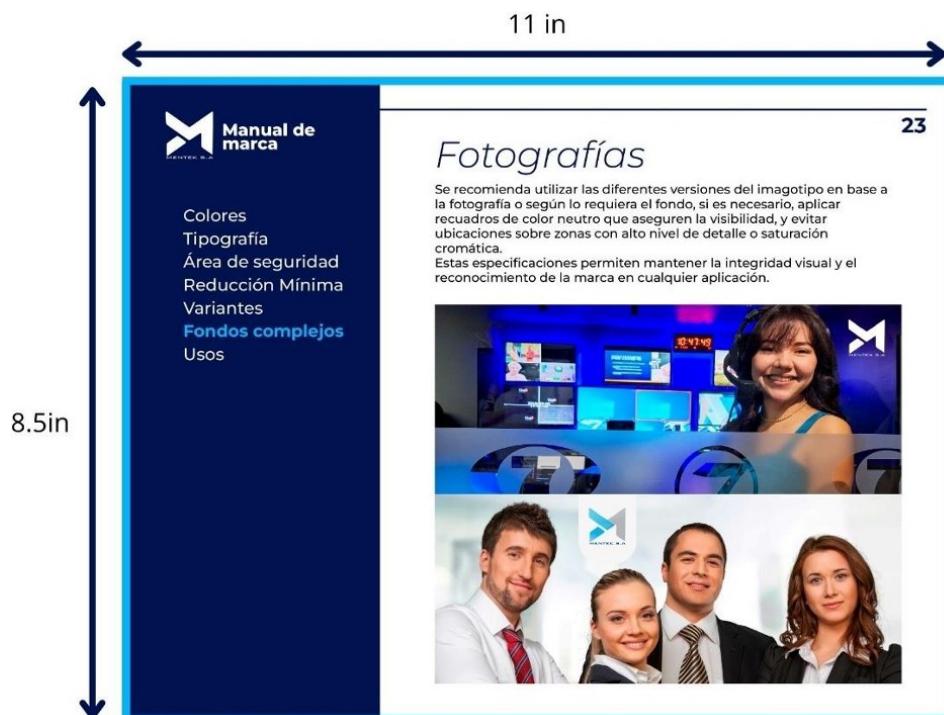 11 in
8.5in
MENTEK S.A
Manual de
marca
Colores
Tipografía
Área de seguridad
Reducción Mínima
Variantes
Fondos complejos
Usos
23
Fotografías
Se recomienda utilizar las diferentes versiones del imagotipo en base a
la fotografía o según lo requiera el fondo, si es necesario, aplicar
recuadros de color neutro que aseguren la visibilidad, y evitar
ubicaciones sobre zonas con alto nivel de detalle o saturación
cromática.
Estas especificaciones permiten mantener la integridad visual y el
reconocimiento de la marca en cualquier aplicación.
10:47:49
MENTEK S.A
7
7
MENTEK S.A